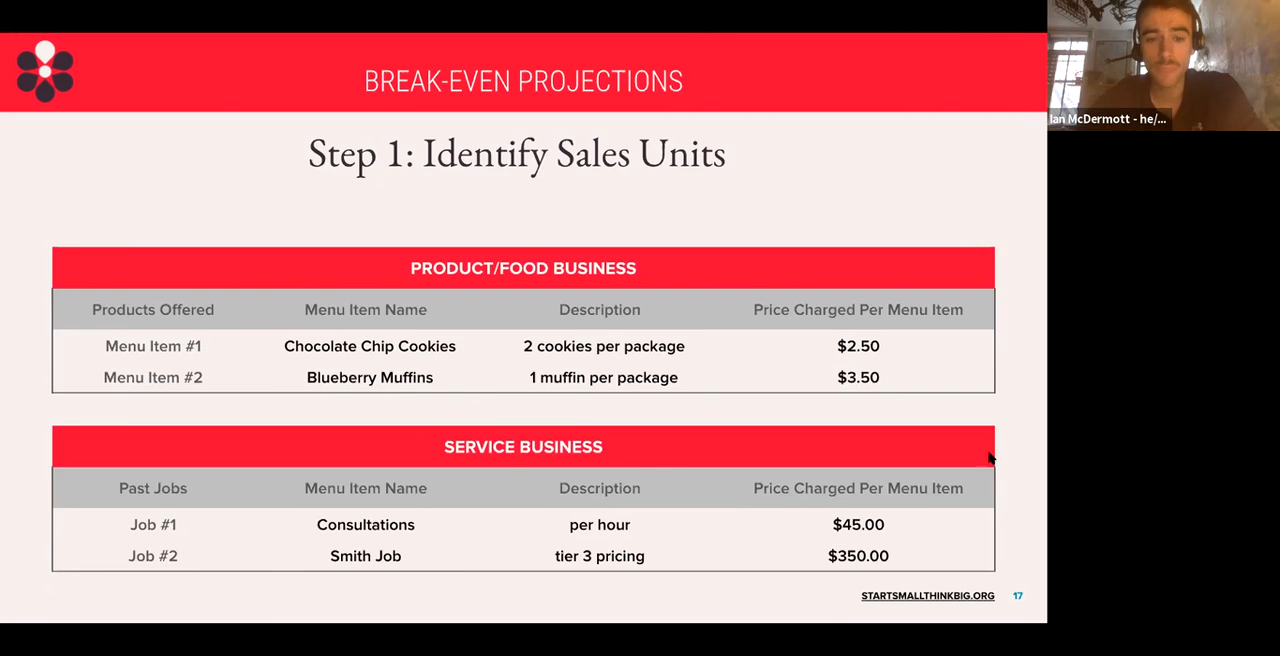 BREAK-EVEN PROJECTIONS
Ian McDermott - he/...
Step 1: Identify Sales Units
PRODUCT/FOOD BUSINESS
Products Offered Menu Item Name Description Price Charged Per Menu Item
Menu Item #1 Chocolate Chip Cookies 2 cookies per package $2.50
Menu Item #2 Blueberry Muffins 1 muffin per package $3.50
SERVICE BUSINESS
Past Jobs Menu Item Name Description Price Charged Per Menu Item
Job #1 Consultations per hour $45.00
Job #2 Smith Job tier 3 pricing $350.00
STARTSMALLTHINKBIG.ORG 17